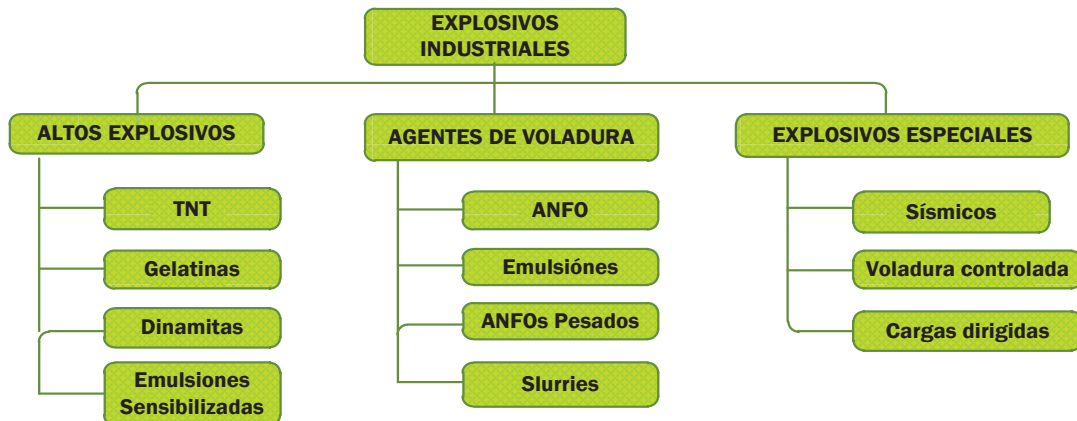 EXPLOSIVOS
INDUSTRIALES
ALTOS EXPLOSIVOS
TNT
Gelatinas
Dinamitas
Emulsiones
Sensibilizadas
AGENTES DE VOLADURA
ANFO
Emulsiónes
ANFOs Pesados
Slurries
EXPLOSIVOS ESPECIALES
Sísmicos
Voladura controlada
Cargas dirigidas